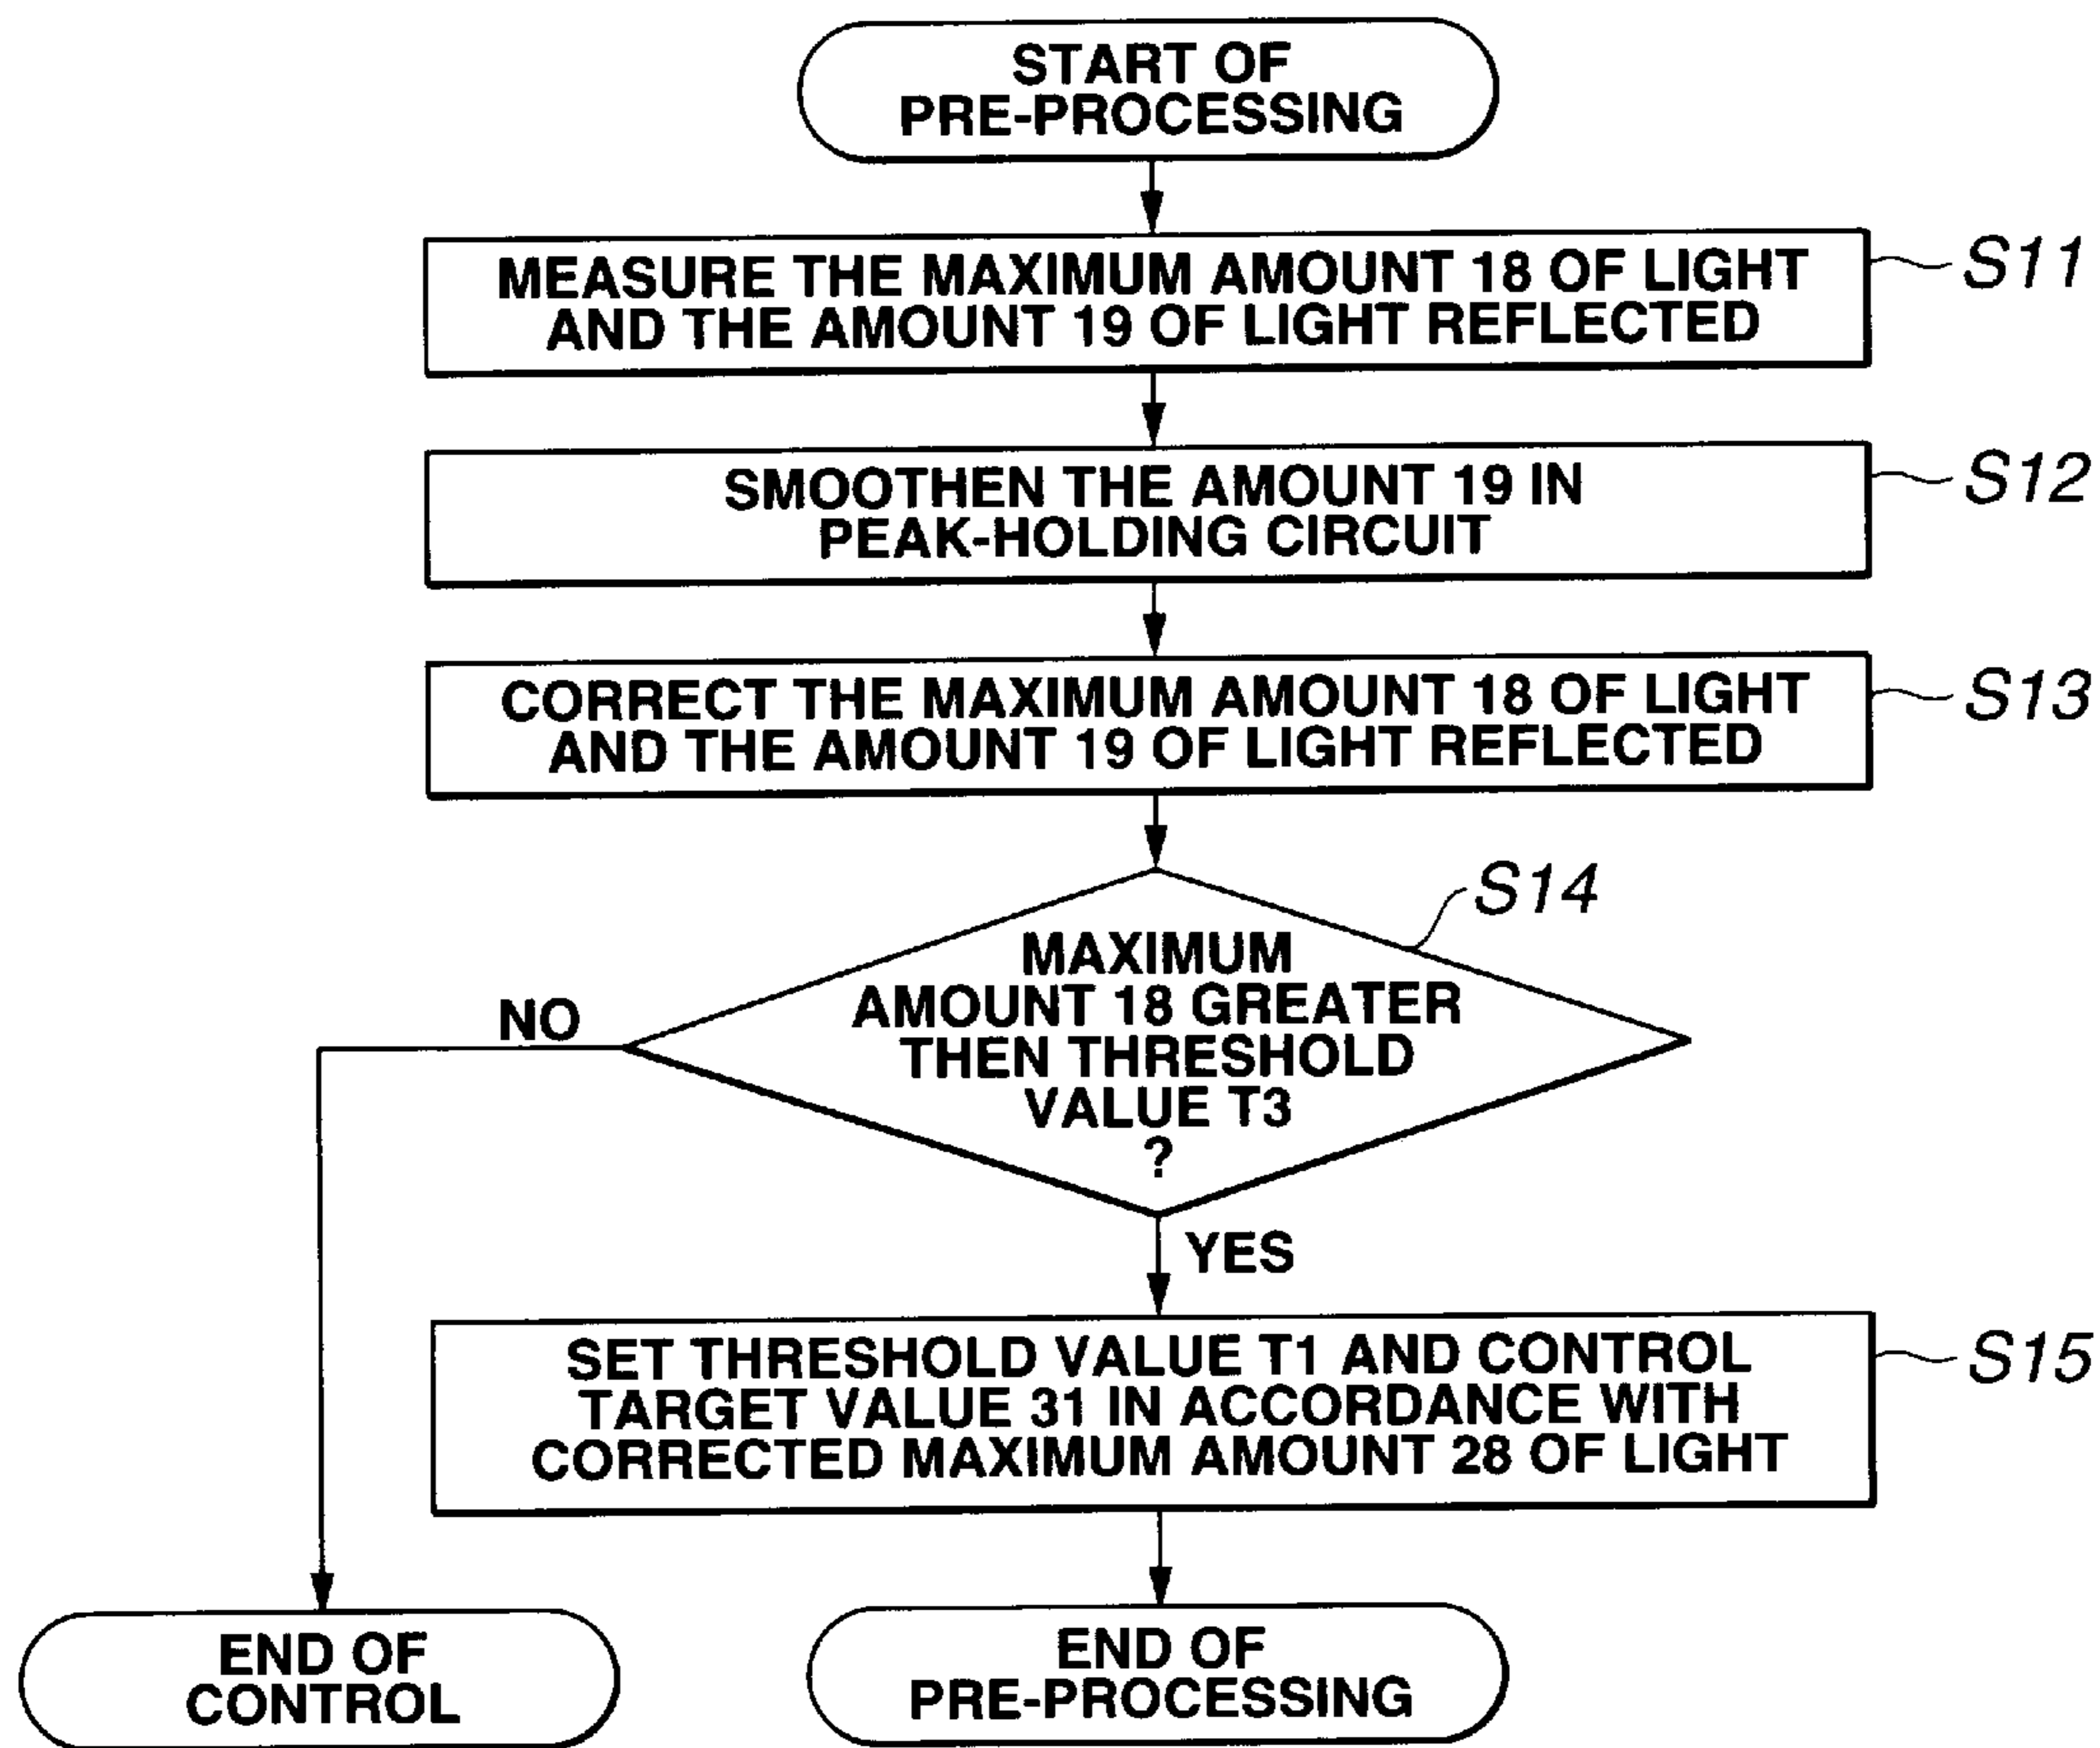 START OF
PRE-PROCESSING
MEASURE THE MAXIMUM AMOUNT 18 OF LIGHT
AND THE AMOUNT 19 OF LIGHT REFLECTED
S11
SMOOTHEN THE AMOUNT 19 IN
PEAK-HOLDING CIRCUIT
S12
CORRECT THE MAXIMUM AMOUNT 18 OF LIGHT
AND THE AMOUNT 19 OF LIGHT REFLECTED
S13
S14
MAXIMUM
AMOUNT 18 GREATER
THEN THRESHOLD
VALUE T3
?
NO
YES
SET THRESHOLD VALUE T1 AND CONTROL
TARGET VALUE 31 IN ACCORDANCE WITH
CORRECTED MAXIMUM AMOUNT 28 OF LIGHT
S15
END OF
CONTROL
END OF
PRE-PROCESSING